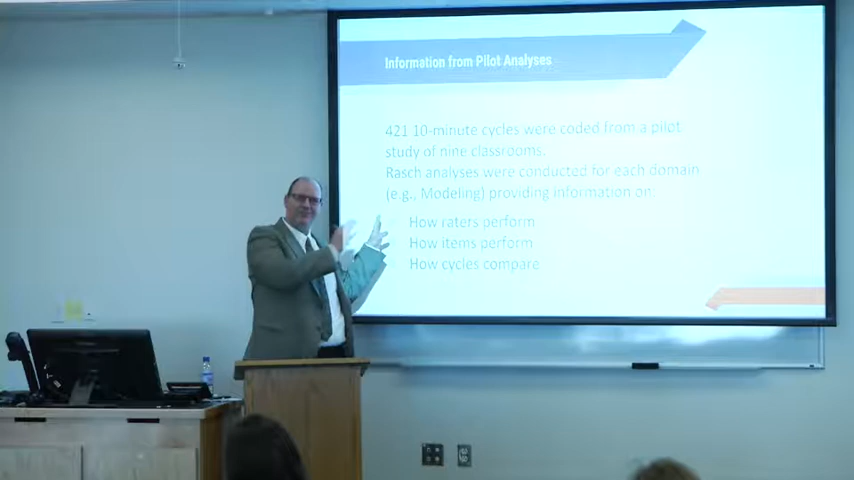 Information from Pilot Analyses
421 10-minute cycles were coded from a pilot
study of nine classrooms.
Rasch analyses were conducted for each domain
(e.g., Modeling) providing information on:
How raters perform
How items perform
How cycles compare